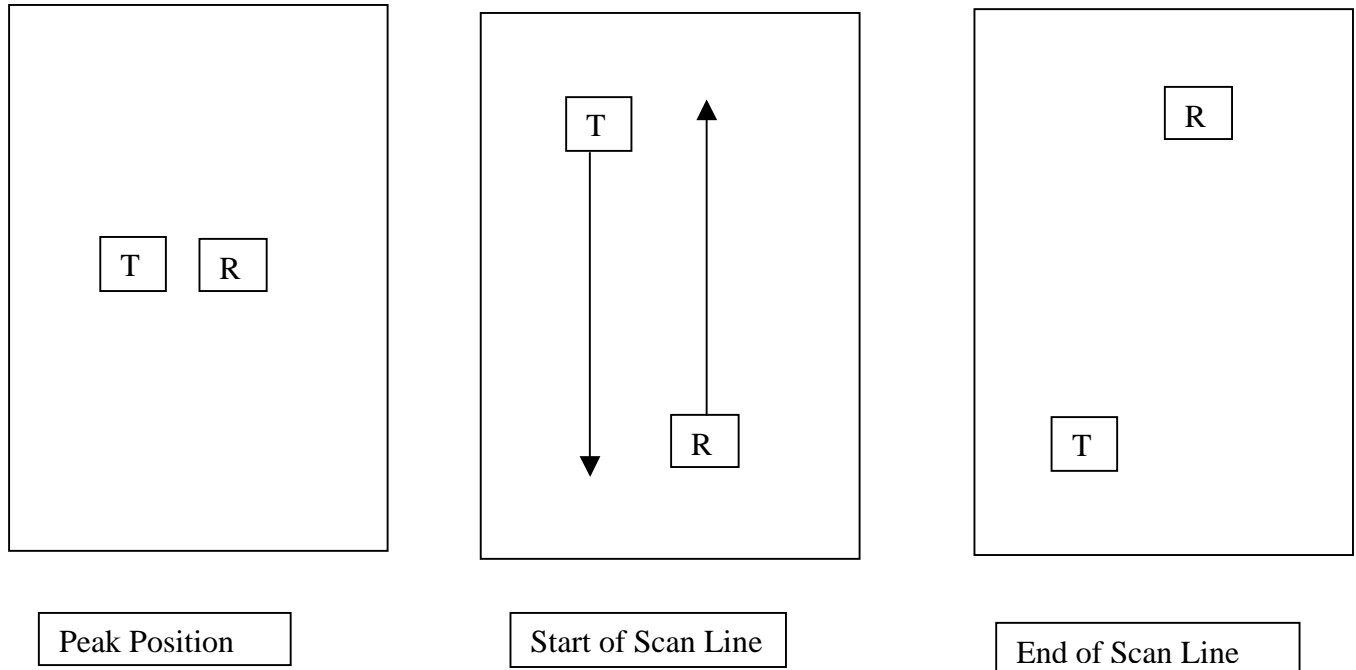 T R
Peak Position
T
R
Start of Scan Line
R
T
End of Scan Line